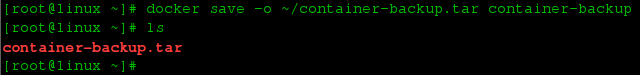 [root@linux ~]# docker save -o ~/container-backup.tar container-backup
[root@linux ~]# ls
container-backup.tar
[root@linux ~]#